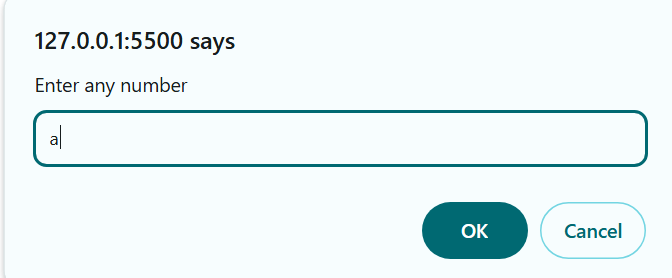 127.0.0.1:5500 says
Enter any number
a
OK
Cancel